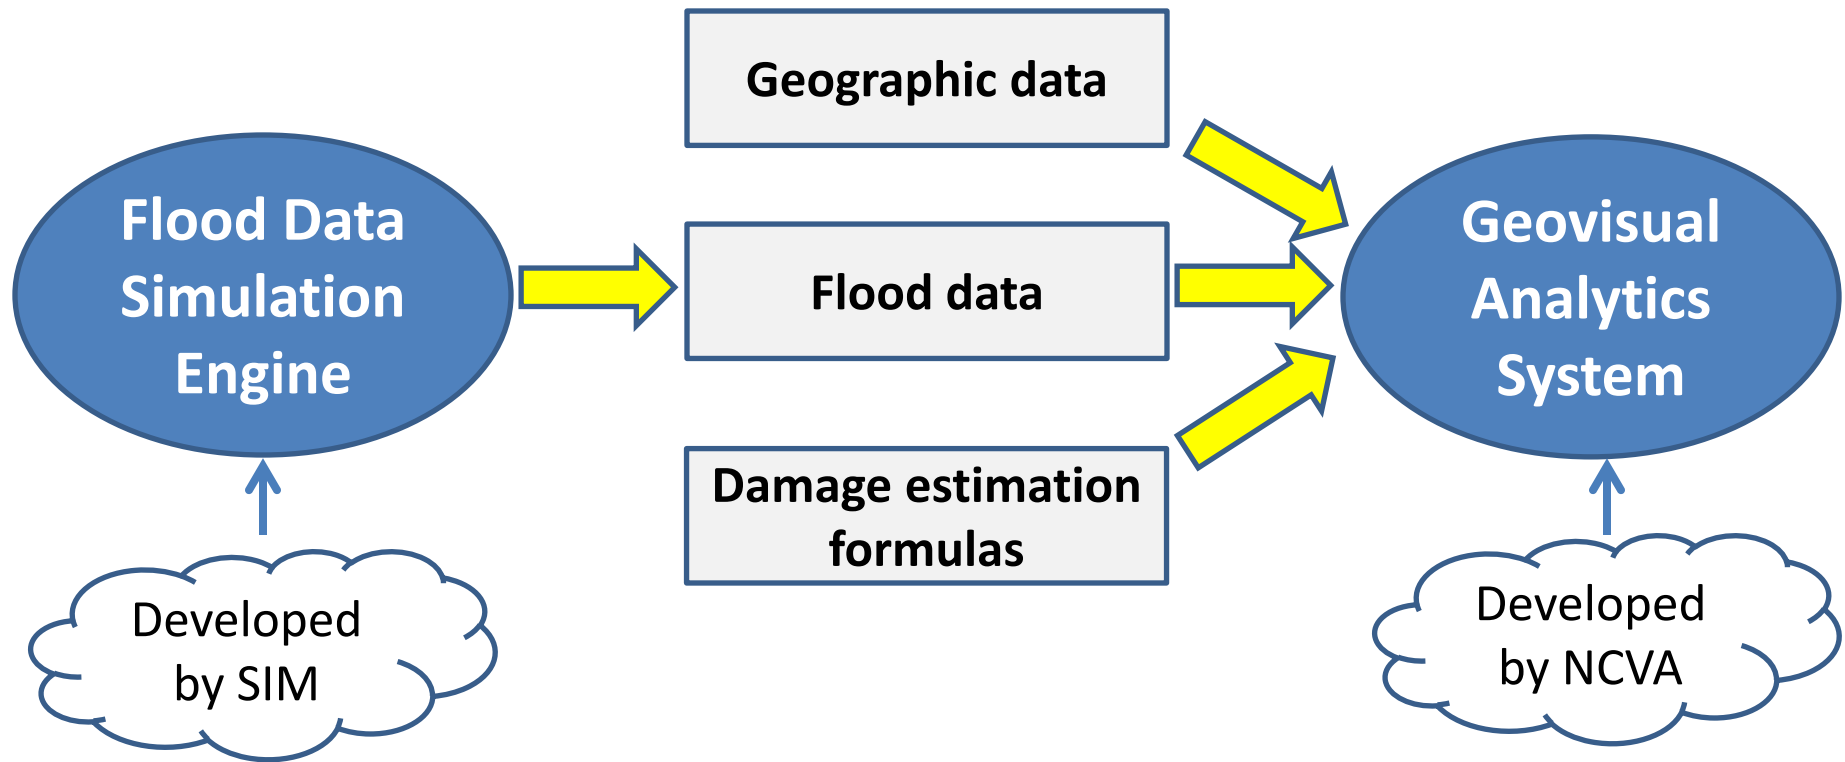 Geographic data
Flood Data
Simulation
Engine
Flood data
Geovisual
Analytics
System
Damage estimation
formulas
Developed
by SIM
Developed
by NCVA